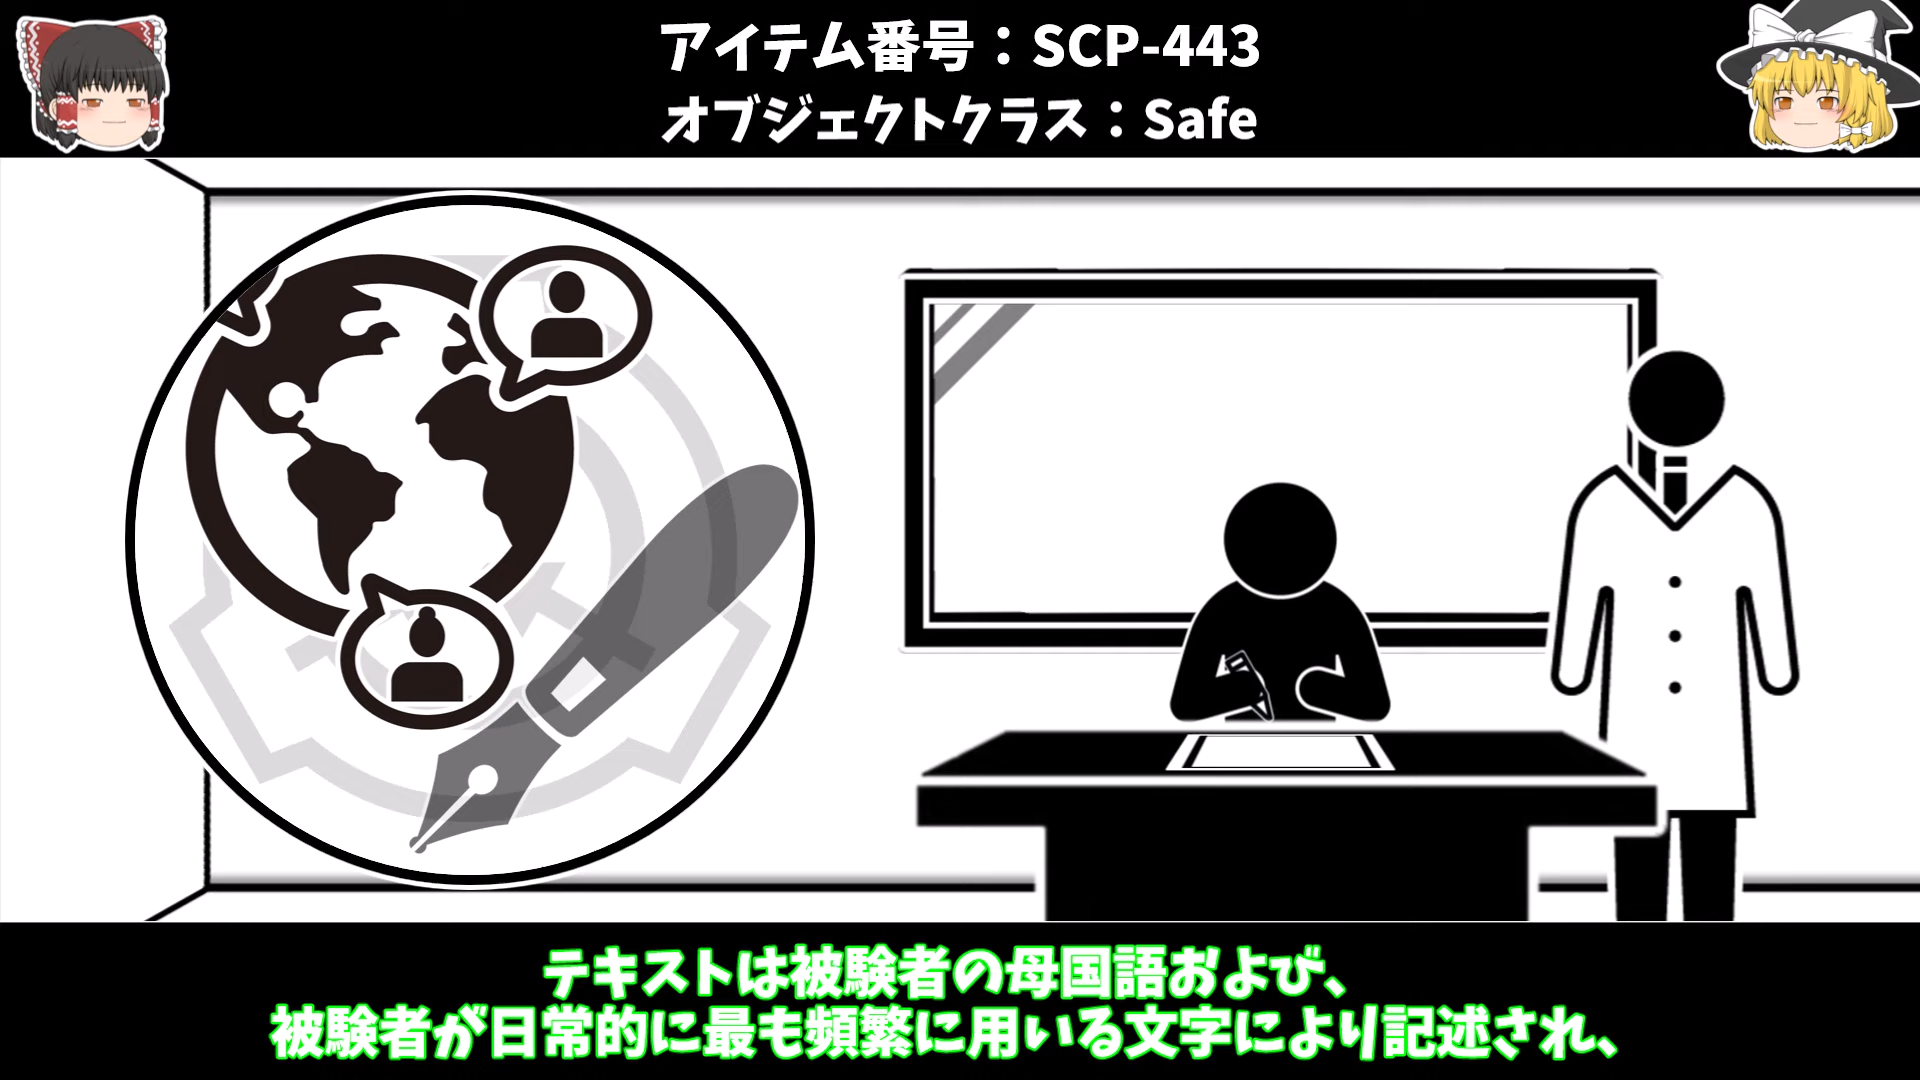 アイテム番号：SCP-443
オブジェクトクラス：Safe
テキストは被験者の母国語および、
被験者が日常的に最も頻繁に用いる文字により記述され、